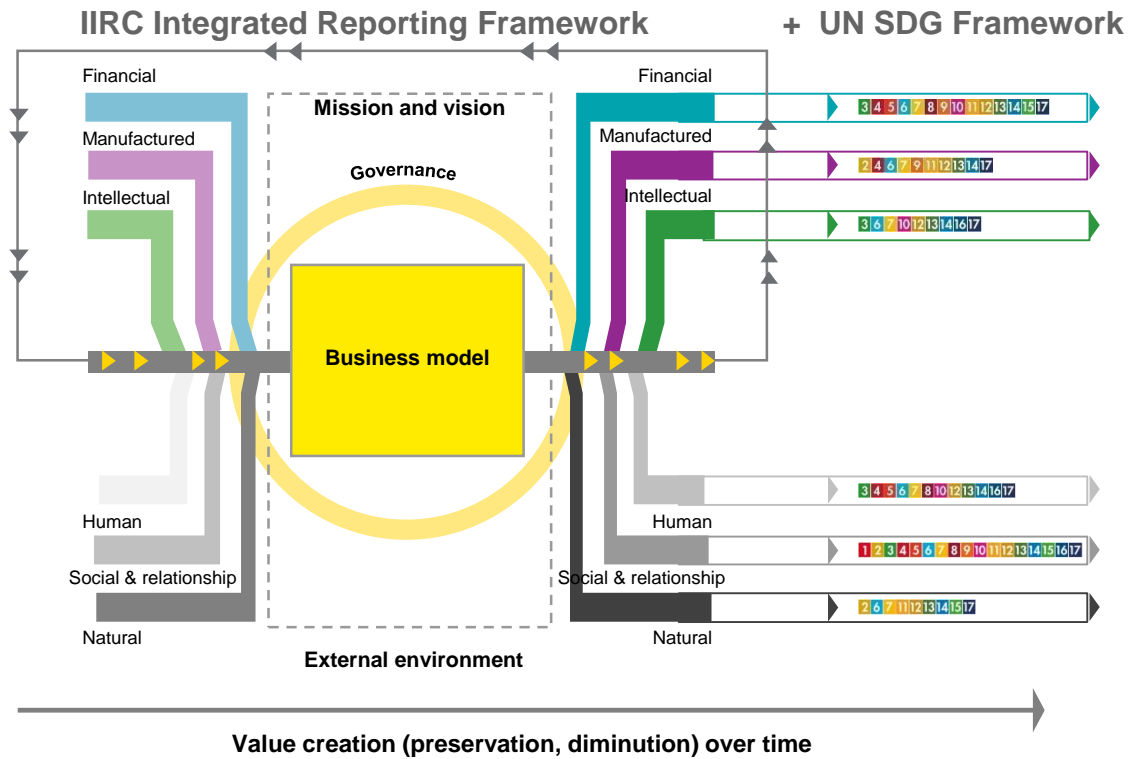 IIRC Integrated Reporting Framework + UN SDG Framework
Financial
Mission and vision
Financial
3 4 5 6 7 8 9 10 11 12 13 14 15 17
Manufactured
Governance
Manufactured
2 4 6 7 9 11 12 13 14 17
Intellectual
Intellectual
3 6 7 10 12 13 14 16 17
Business model
3 4 5 6 7 8 10 12 13 14 16 17
Human
Human
1 2 3 4 5 6 7 8 9 10 11 12 13 14 15 16 17
Social & relationship
Social & relationship
2 6 7 11 12 13 14 15 17
Natural
Natural
External environment
Value creation (preservation, diminution) over time